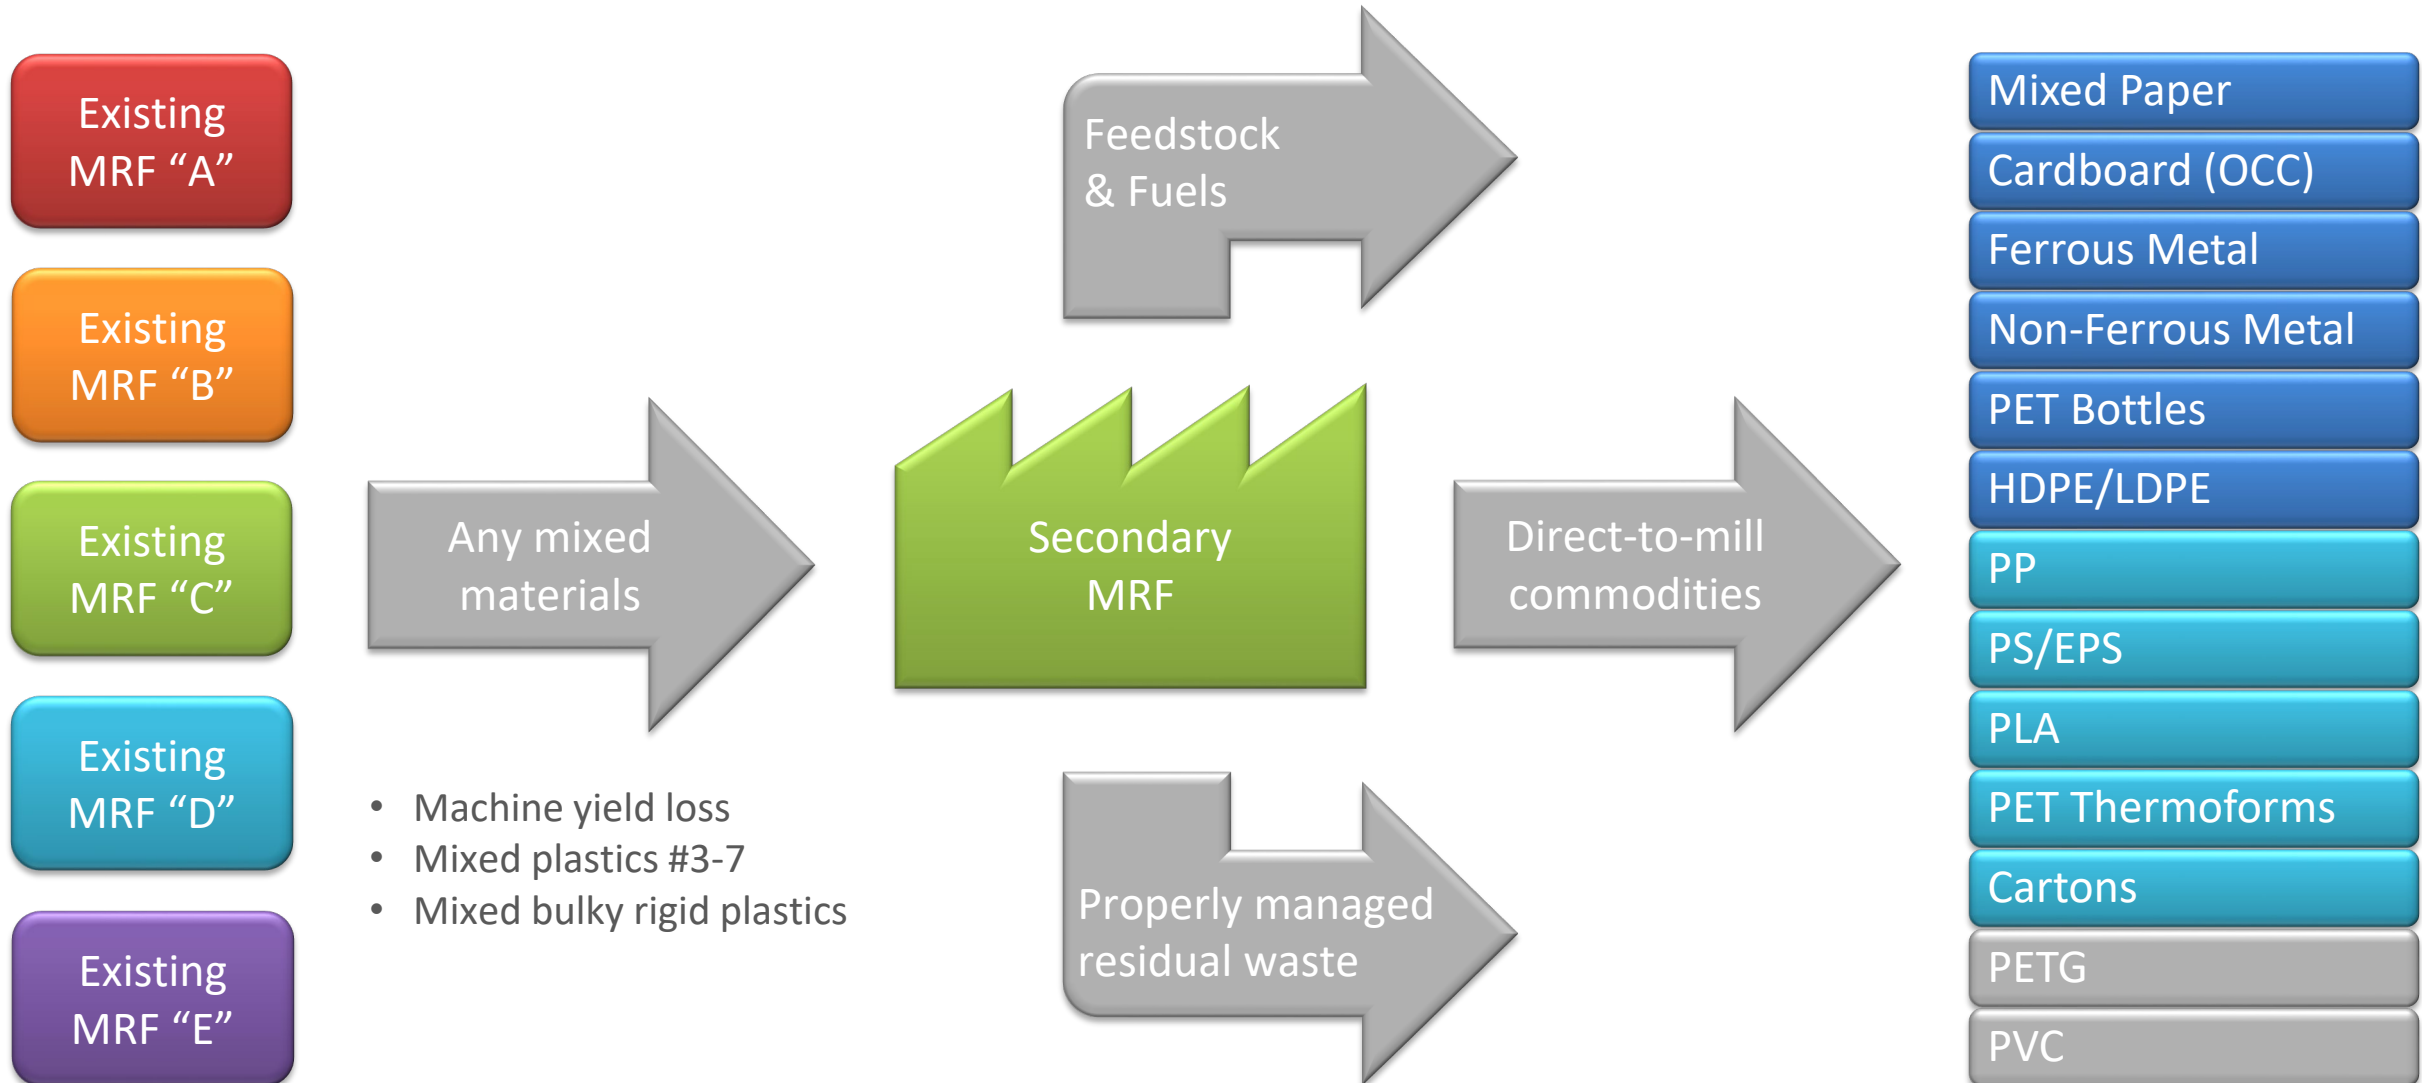 Existing
MRF “A”
Existing
MRF “B”
Existing
MRF “C”
Existing
MRF “D”
Existing
MRF “E”
Any mixed
materials
• Machine yield loss
• Mixed plastics #3-7
• Mixed bulky rigid plastics
Feedstock
& Fuels
Secondary
MRF
Properly managed
residual waste
Direct-to-mill
commodities
Mixed Paper
Cardboard (OCC)
Ferrous Metal
Non-Ferrous Metal
PET Bottles
HDPE/LDPE
PP
PS/EPS
PLA
PET Thermoforms
Cartons
PETG
PVC